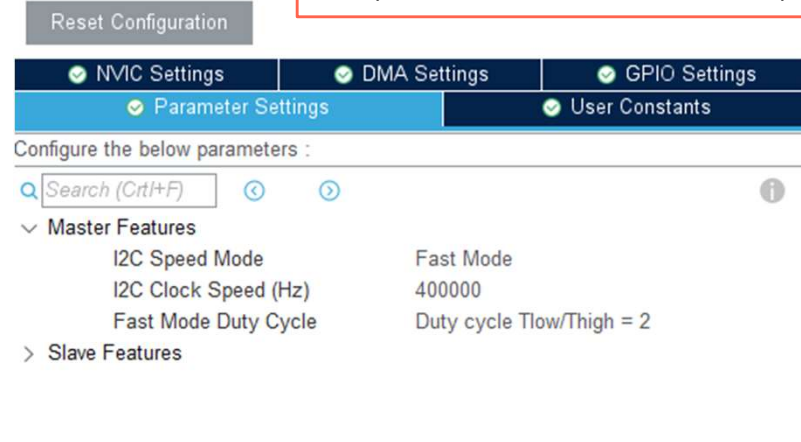 Reset Configuration
NVIC Settings
DMA Settings
GPIO Settings
Parameter Settings
User Constants
Configure the below parameters :
Search (Crtl+F)
Master Features
I2C Speed Mode Fast Mode
I2C Clock Speed (Hz) 400000
Fast Mode Duty Cycle Duty cycle Tlow/Thigh = 2
Slave Features